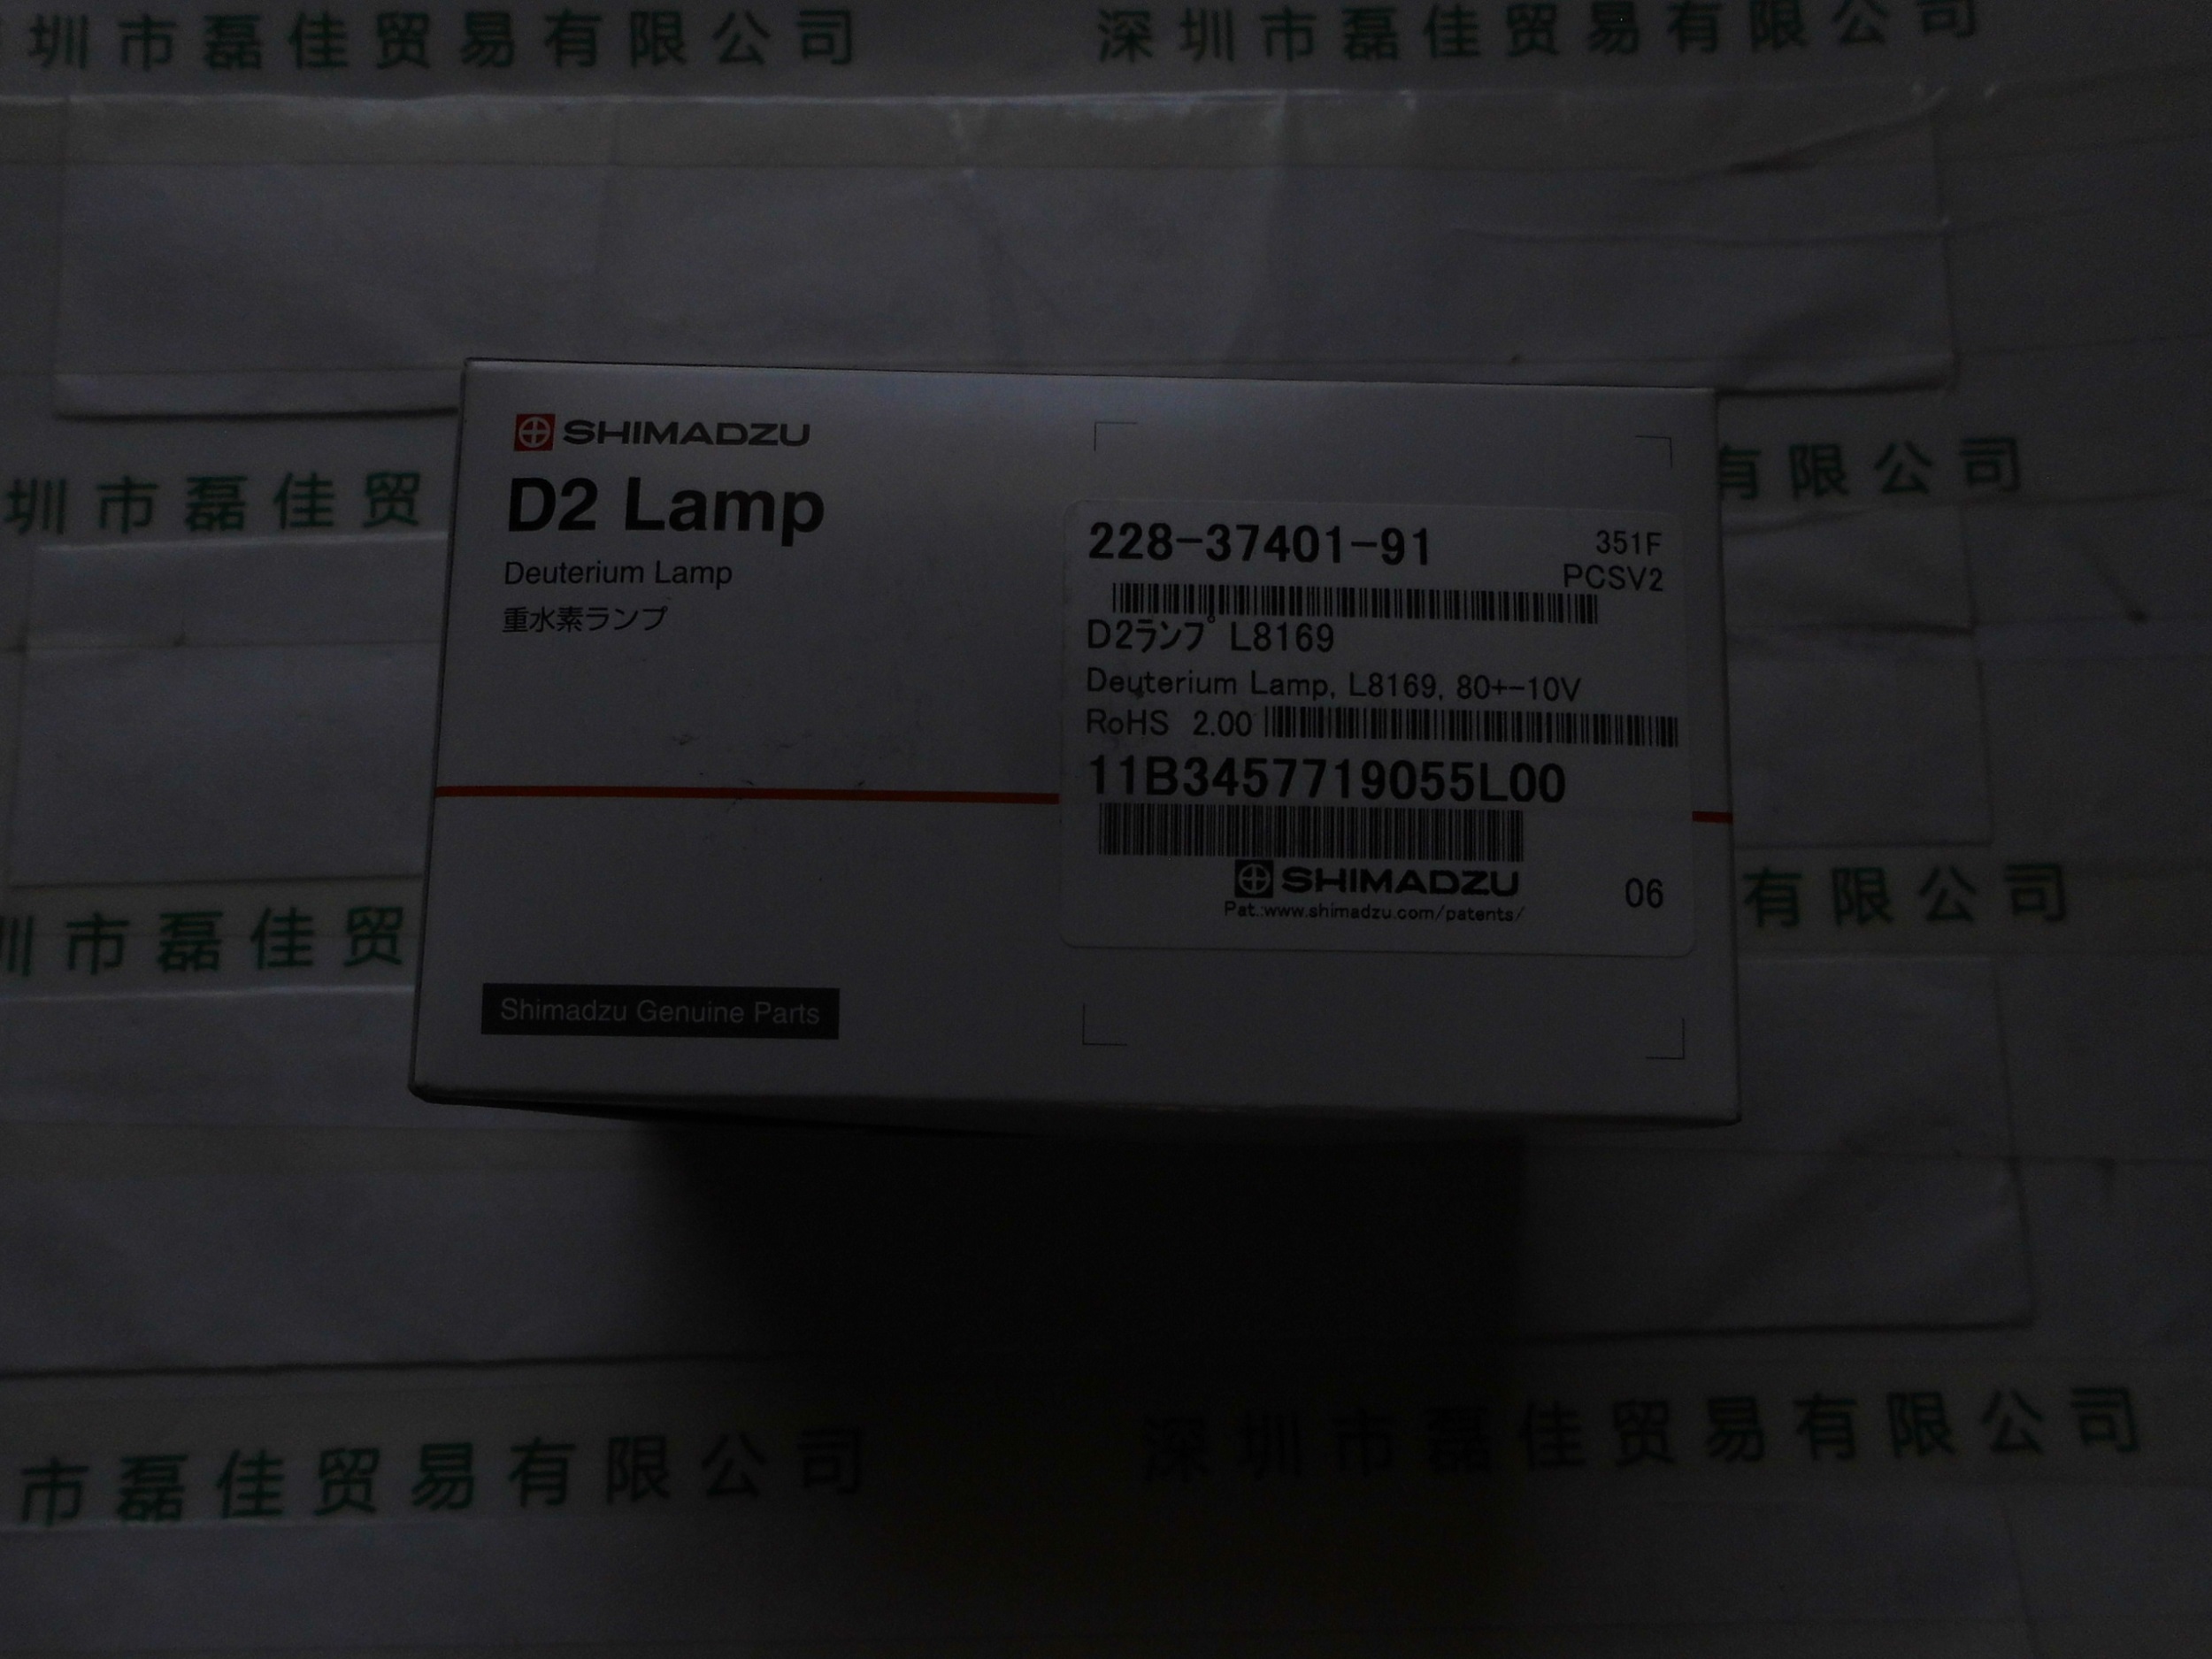 圳市磊佳贸易有限公司
深圳市磊佳贸易有限公司
圳市磊佳贸
有限公司
SHIMADZU
D2 Lamp
Deuterium Lamp
重水素ランプ
228-37401-91
351F
PCSV2
D2ランプ L8169
Deuterium Lamp, L8169, 80+-10V
RoHS 2.00
11B3457719055L00
SHIMADZU
Pat.:www.shimadzu.com/patents/
06
Shimadzu Genuine Parts
圳市磊佳贸
有限公司
市磊佳贸易有限公司
深圳市磊佳贸易有限公司